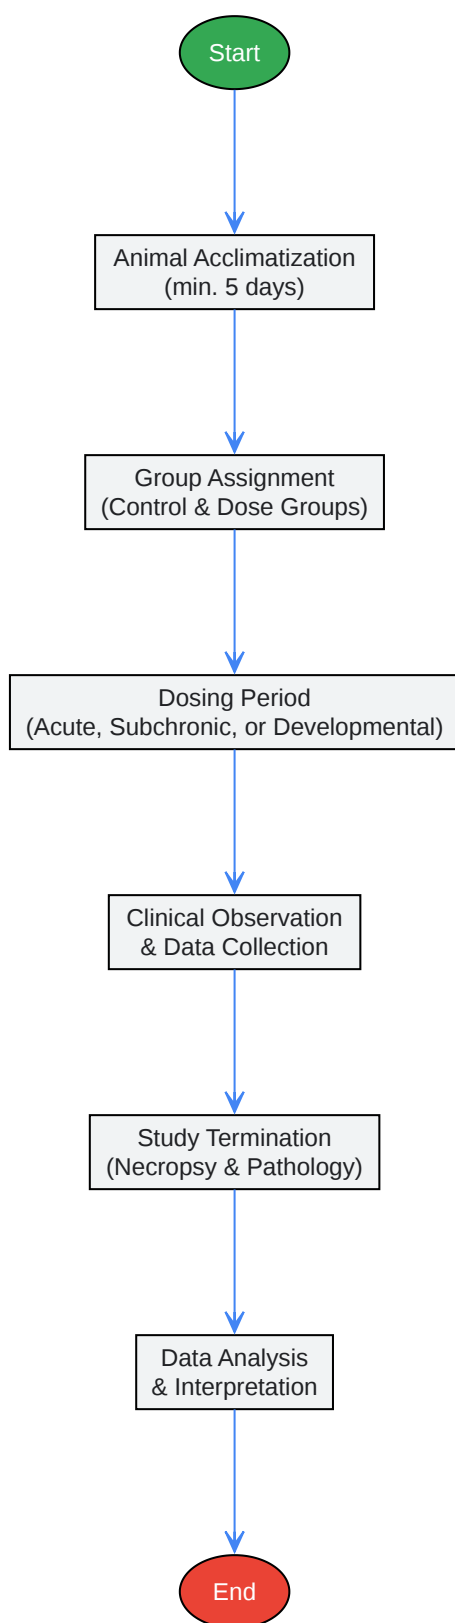 Start
Animal Acclimatization
(min. 5 days)
Group Assignment
(Control & Dose Groups)
Dosing Period
(Acute, Subchronic, or Developmental)
Clinical Observation
& Data Collection
Study Termination
(Necropsy & Pathology)
Data Analysis
& Interpretation
End